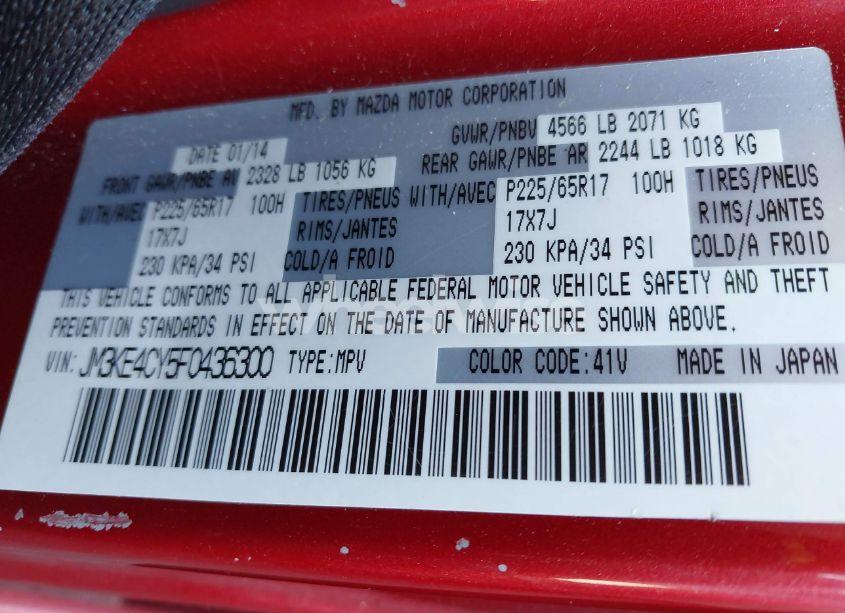 MFD. BY MAZDA MOTOR CORPORATION
DATE 01/14 GVWR/PNBV 4566 LB 2071 KG
FRONT GAWR/PNBE AV 2328 LB 1056 KG REAR GAWR/PNBE AR 2244 LB 1018 KG
WITH/AVEC P225/65R17 100H TIRES/PNEUS WITH/AVEC P225/65R17 100H TIRES/PNEUS
17X7J RIMS/JANTES 17X7J RIMS/JANTES
230 KPA/34 PSI COLD/A FROID 230 KPA/34 PSI COLD/A FROID
THIS VEHICLE CONFORMS TO ALL APPLICABLE FEDERAL MOTOR VEHICLE SAFETY AND THEFT
PREVENTION STANDARDS IN EFFECT ON THE DATE OF MANUFACTURE SHOWN ABOVE.
VIN: JM3KE4CY5F0436300 TYPE:MPV COLOR CODE:41V MADE IN JAPAN